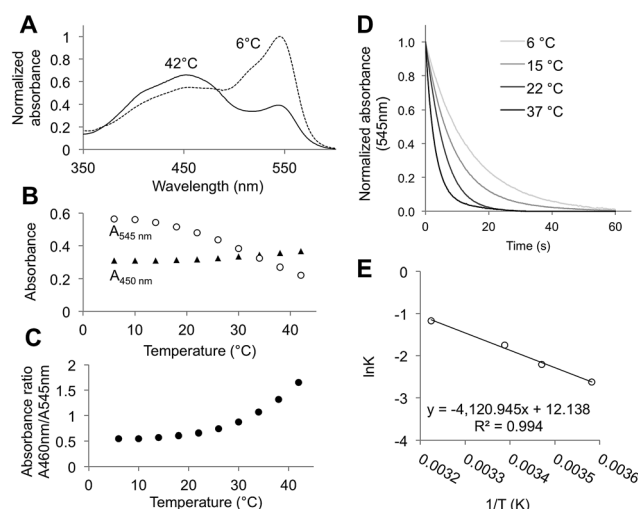 A
Normalized
absorbance
1
0.8
0.6
0.4
0.2
0
42°C
6°C
350
450
550
Wavelength (nm)
B
Absorbance
0.6
0.4
0.2
0
A545 nm
A450 nm
0
10
20
30
40
Temperature (°C)
C
Absorbance ratio
A460nm/A545nm
2
1.5
1
0.5
0
0
10
20
30
40
Temperature (°C)
D
Normalized absorbance
(545nm)
1.0
0.8
0.6
0.4
0.2
0.0
6 °C
15 °C
22 °C
37 °C
0
20
40
60
Time (s)
E
lnK
0
-1
-2
-3
-4
y = -4,120.945x + 12.138
R² = 0.994
0.0032
0.0033
0.0034
0.0035
0.0036
1/T (K)